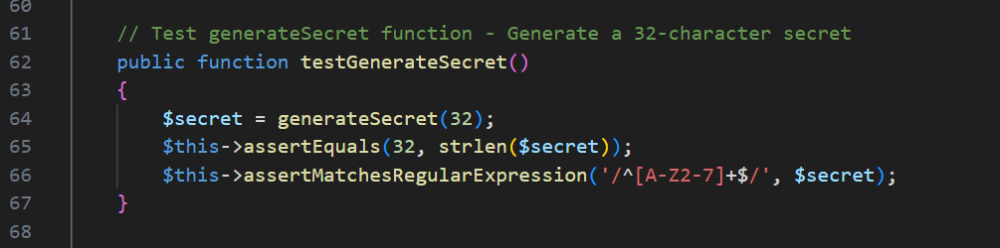 60
61 // Test generateSecret function - Generate a 32-character secret
62 public function testGenerateSecret()
63 {
64 $secret = generateSecret(32);
65 $this->assertEquals(32, strlen($secret));
66 $this->assertMatchesRegularExpression('/^[A-Z2-7]+$/', $secret);
67 }
68